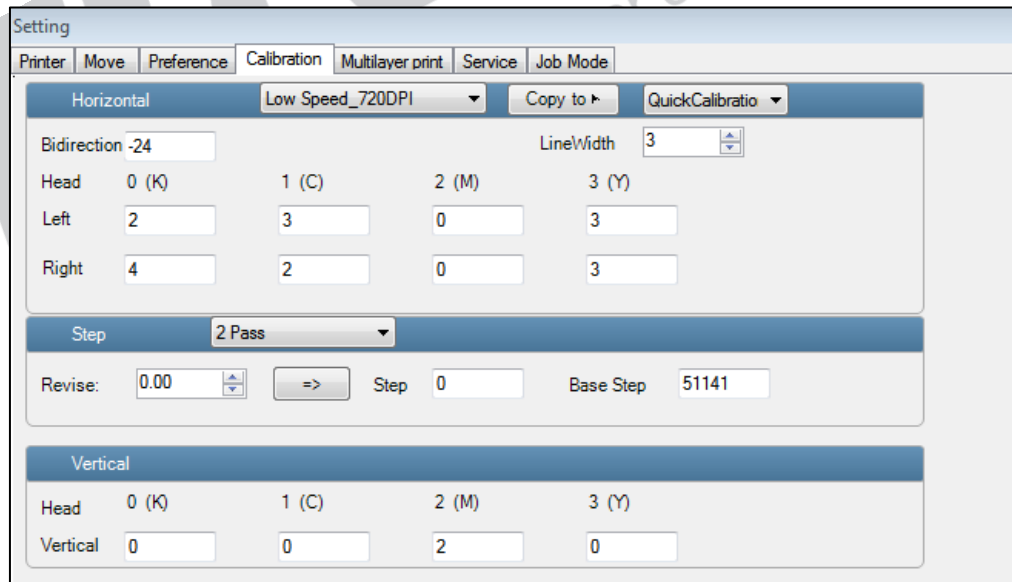 Setting
Printer Move Preference Calibration Multilayer print Service Job Mode
Horizontal Low Speed_720DPI Copy to QuickCalibratio
Bidirection -24 LineWidth 3
Head 0 (K) 1 (C) 2 (M) 3 (Y)
Left 2 3 0 3
Right 4 2 0 3
Step 2 Pass
Revise: 0.00 => Step 0 Base Step 51141
Vertical
Head 0 (K) 1 (C) 2 (M) 3 (Y)
Vertical 0 0 2 0